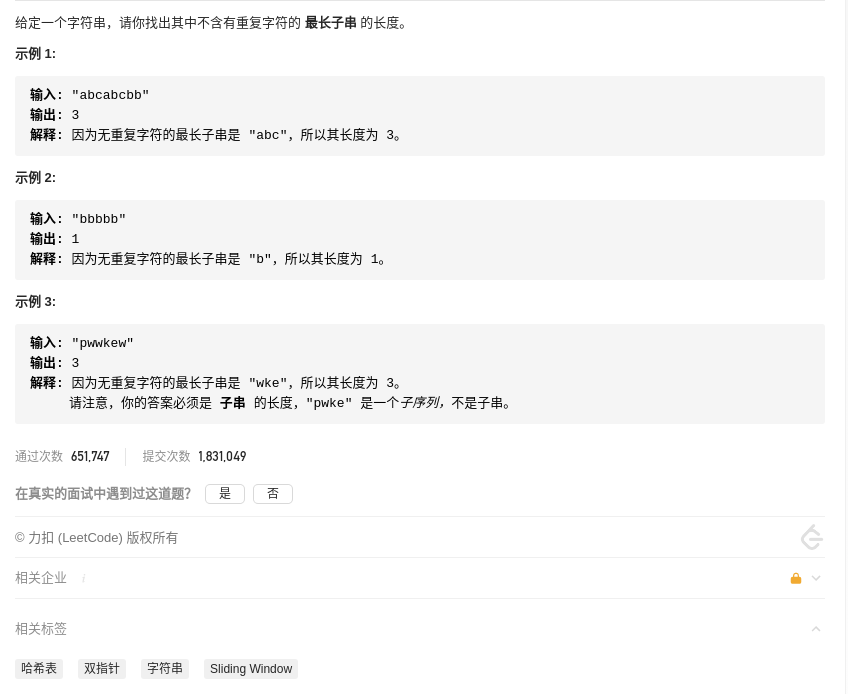 给定一个字符串，请你找出其中不含有重复字符的 最长子串 的长度。
示例 1:
输入: "abcabcbb"
输出: 3
解释: 因为无重复字符的最长子串是 "abc"，所以其长度为 3。
示例 2:
输入: "bbbbb"
输出: 1
解释: 因为无重复字符的最长子串是 "b"，所以其长度为 1。
示例 3:
输入: "pwwkew"
输出: 3
解释: 因为无重复字符的最长子串是 "wke"，所以其长度为 3。
请注意，你的答案必须是 子串 的长度，"pwke" 是一个子序列，不是子串。
通过次数 651,747 提交次数 1,831,049
在真实的面试中遇到过这道题？ 是 否
© 力扣 (LeetCode) 版权所有
相关企业 i
相关标签
哈希表 双指针 字符串 Sliding Window